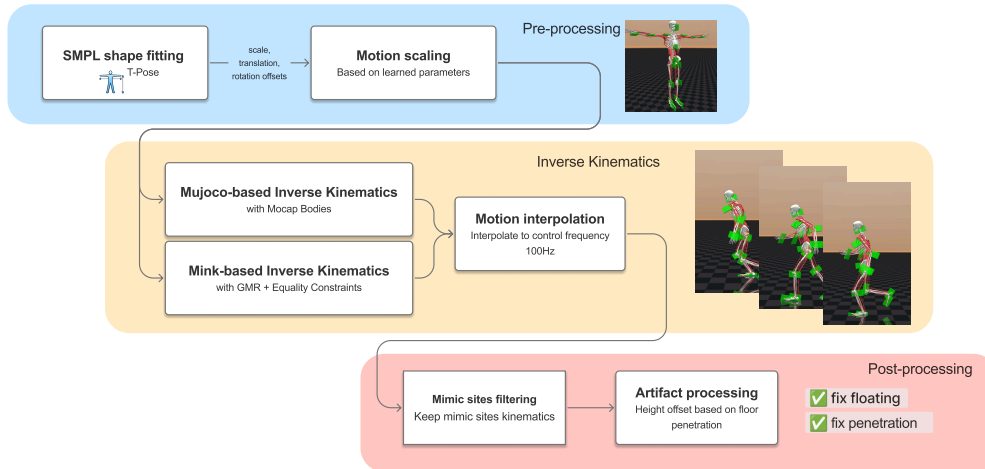 Pre-processing
SMPL shape fitting
T-Pose
scale,
translation,
rotation offsets
Motion scaling
Based on learned parameters
Inverse Kinematics
Mujoco-based Inverse Kinematics
with Mocap Bodies
Mink-based Inverse Kinematics
with GMR + Equality Constraints
Motion interpolation
Interpolate to control frequency
100Hz
Post-processing
Mimic sites filtering
Keep mimic sites kinematics
Artifact processing
Height offset based on floor
penetration
✅ fix floating
✅ fix penetration